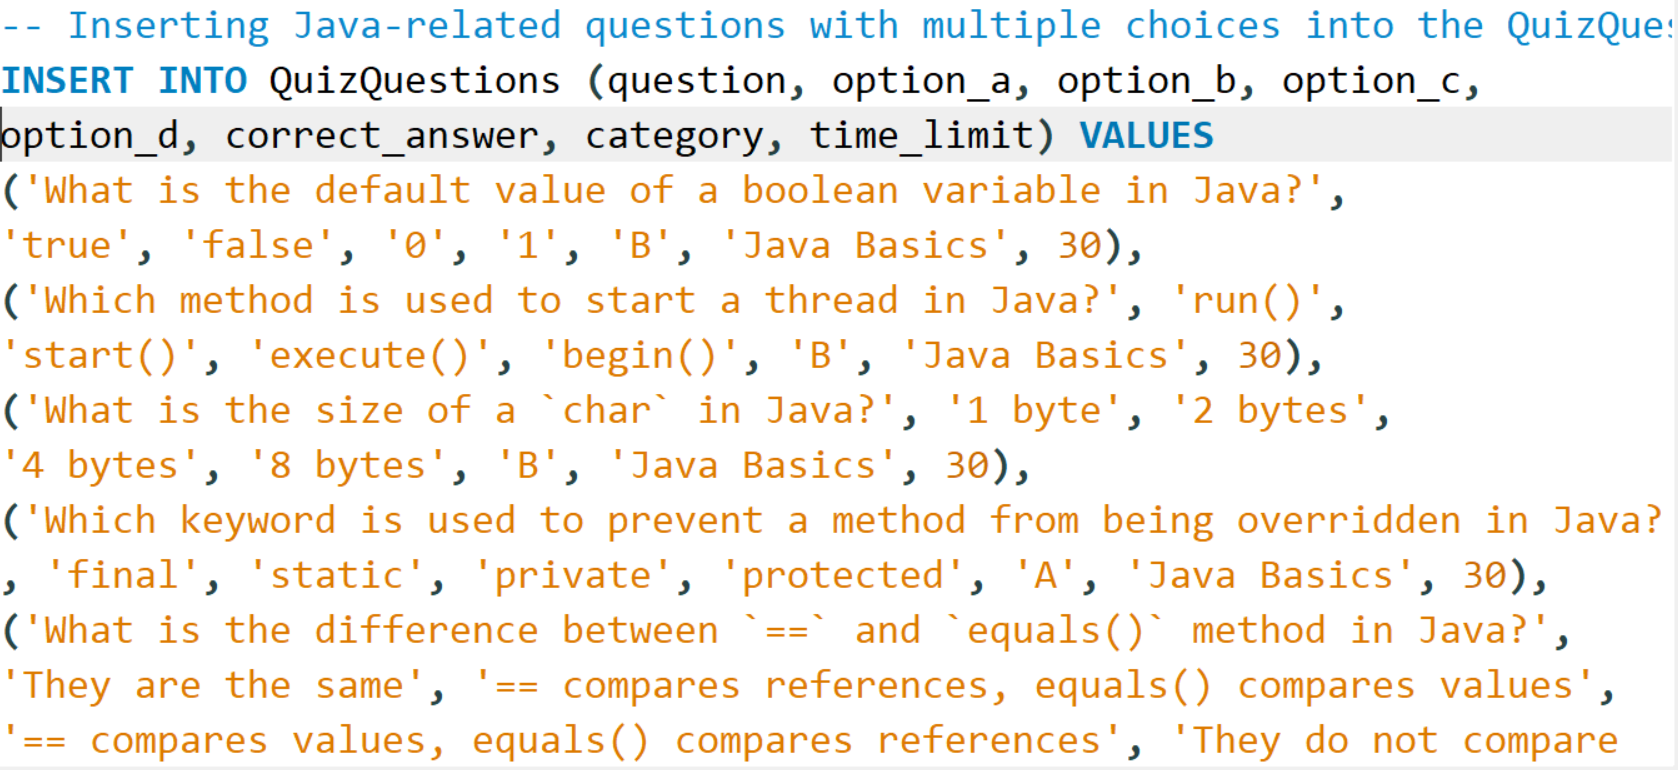 -- Inserting Java-related questions with multiple choices into the
INSERT INTO QuizQuestions (question, option_a, option_b, option_c,
option_d, correct_answer, category, time_limit) VALUES
('What is the default value of a boolean variable in Java?',
'true', 'false', '0', '1', 'B', 'Java Basics', 30),
('Which method is used to start a thread in Java?', 'run()',
'start()', 'execute()', 'begin()', 'B', 'Java Basics', 30),
('What is the size of a `char` in Java?', '1 byte', '2 bytes',
'4 bytes', '8 bytes', 'B', 'Java Basics', 30),
('Which keyword is used to prevent a method from being overridden in Java?
, 'final', 'static', 'private', 'protected', 'A', 'Java Basics', 30),
('What is the difference between `==` and `equals()` method in Java?',
'They are the same', '== compares references, equals() compares values',
'== compares values, equals() compares references', 'They do not compare